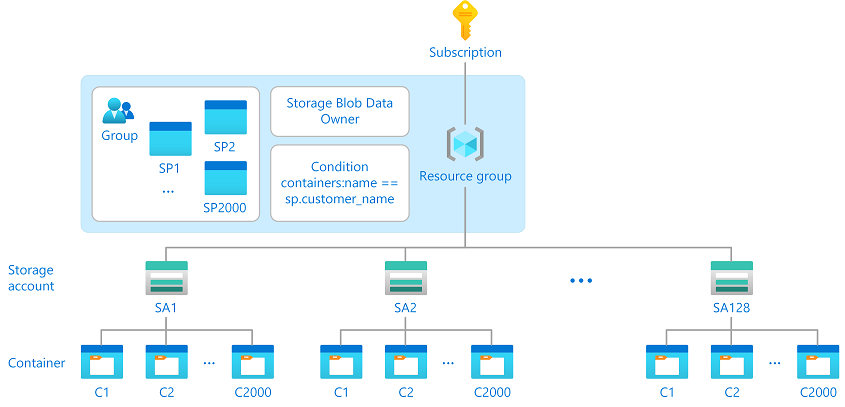 Subscription
Group
SP1
...
SP2
SP2000
Storage Blob Data
Owner
Condition
containers:name ==
sp.customer_name
Resource group
Storage
account
SA1
SA2
...
SA128
Container
C1
C2
...
C2000
C1
C2
...
C2000
C1
C2
...
C2000